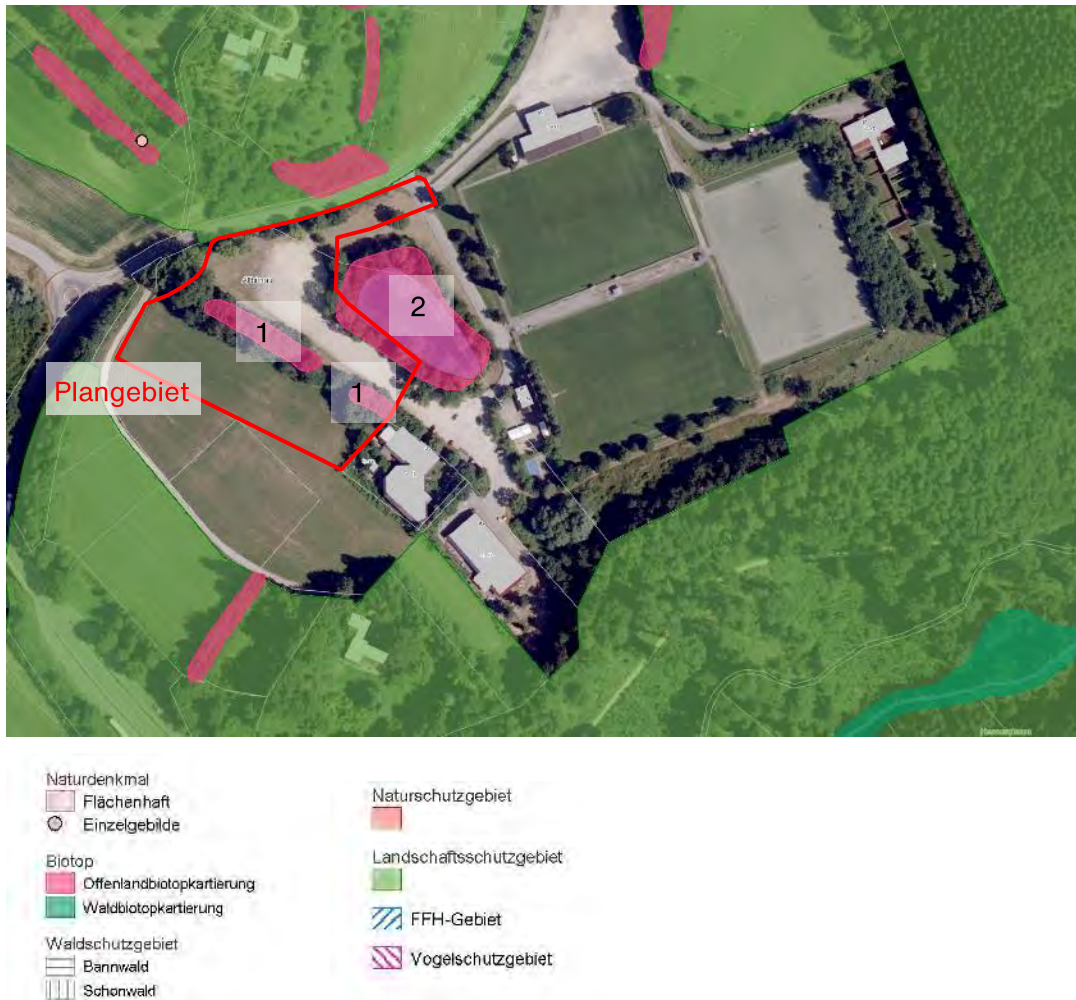 2
1
1
Plangebiet
Naturdenkmal
Flächenhaft
Einzelgebilde
Biotop
Offenlandbiotopkartierung
Waldbiotopkartierung
Waldschutzgebiet
Bannwald
Schonwald
Naturschutzgebiet
Landschaftsschutzgebiet
FFH-Gebiet
Vogelschutzgebiet